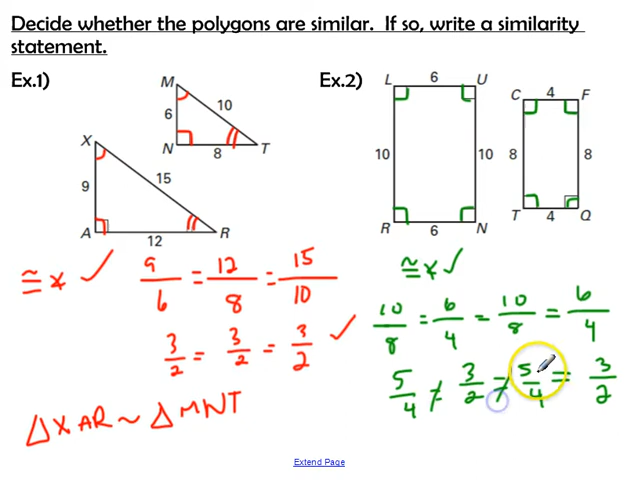 Decide whether the polygons are similar.  If so, write a similarity
statement.
Ex.1)
M
6
10
N
8
T
X
9
15
A
12
R
≅ ∡ ✓
9/6 = 12/8 = 15/10
3/2 = 3/2 = 3/2 ✓
△XAR ~ △MNT
Ex.2)
L
6
U
10
10
R
6
N
C
4
F
8
8
T
4
Q
≅ ∡ ✓
10/8 = 6/4 = 10/8 = 6/4
5/4 ≠ 3/2 ≠ 5/4 = 3/2
Extend Page